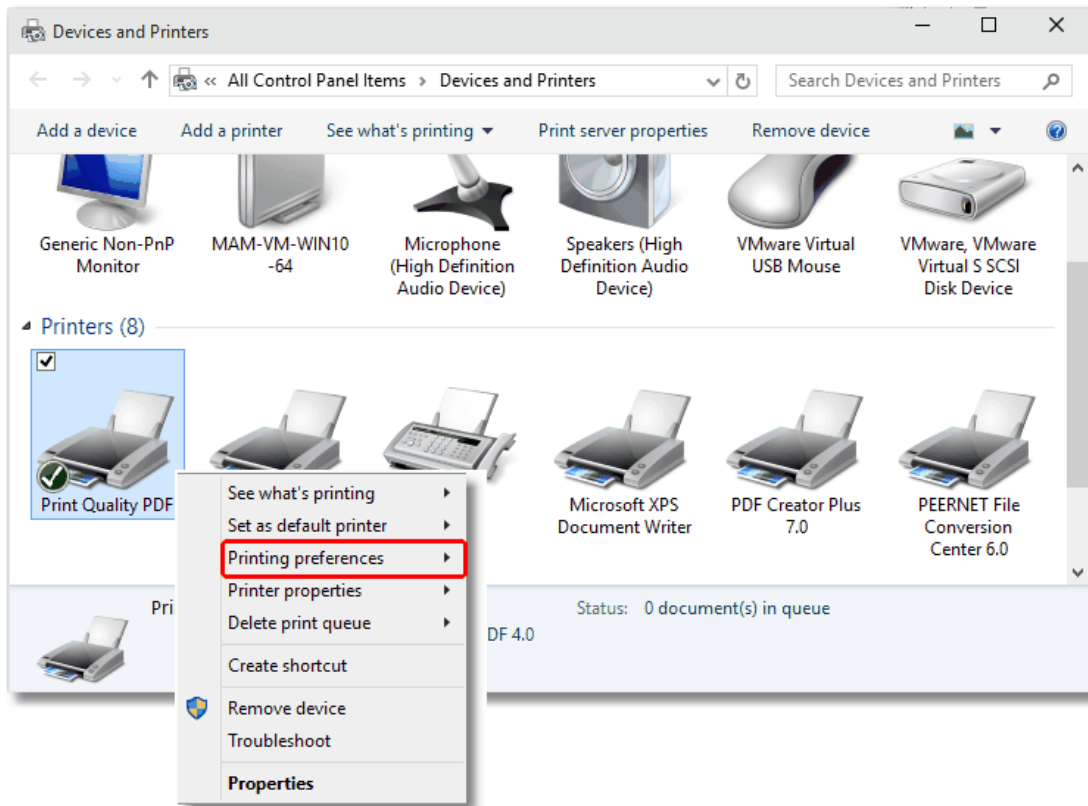 Devices and Printers
« All Control Panel Items › Devices and Printers
Search Devices and Printers
Add a device Add a printer See what's printing Print server properties Remove device
Generic Non-PnP
Monitor
MAM-VM-WIN10
-64
Microphone
(High Definition
Audio Device)
Speakers (High
Definition Audio
Device)
VMware Virtual
USB Mouse
VMware, VMware
Virtual S SCSI
Disk Device
Printers (8)
Print Quality PDF
Microsoft XPS
Document Writer
PDF Creator Plus
7.0
PEERNET File
Conversion
Center 6.0
See what's printing
Set as default printer
Printing preferences
Printer properties
Delete print queue
Create shortcut
Remove device
Troubleshoot
Properties
Pri
Status: 0 document(s) in queue
DF 4.0